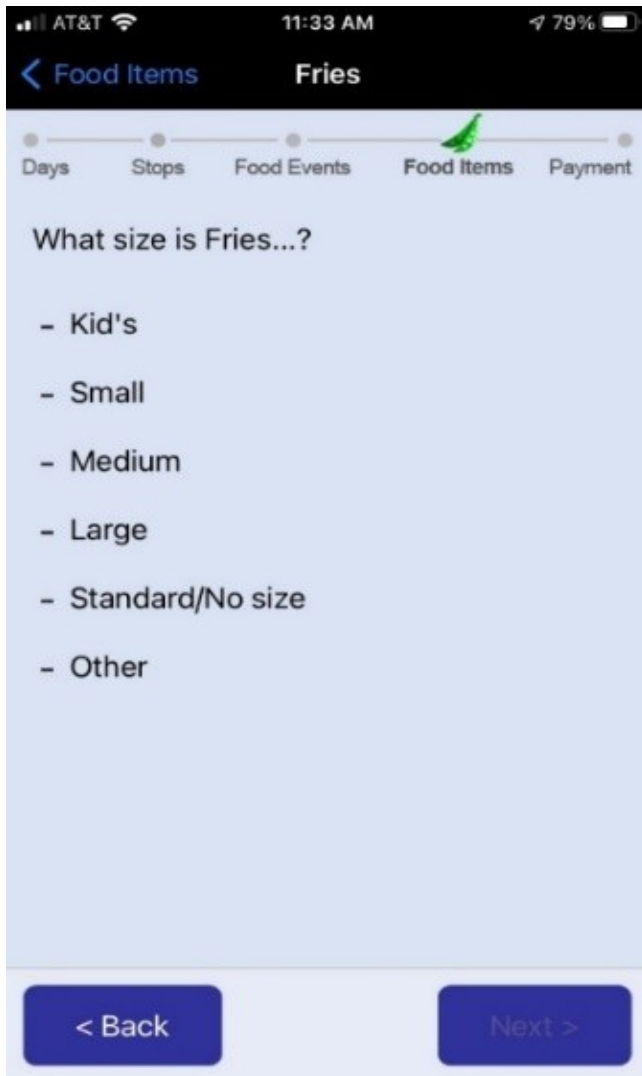 AT&T 11:33 AM 79%
< Food Items Fries
Days Stops Food Events Food Items Payment
What size is Fries...?
- Kid's
- Small
- Medium
- Large
- Standard/No size
- Other
< Back Next >